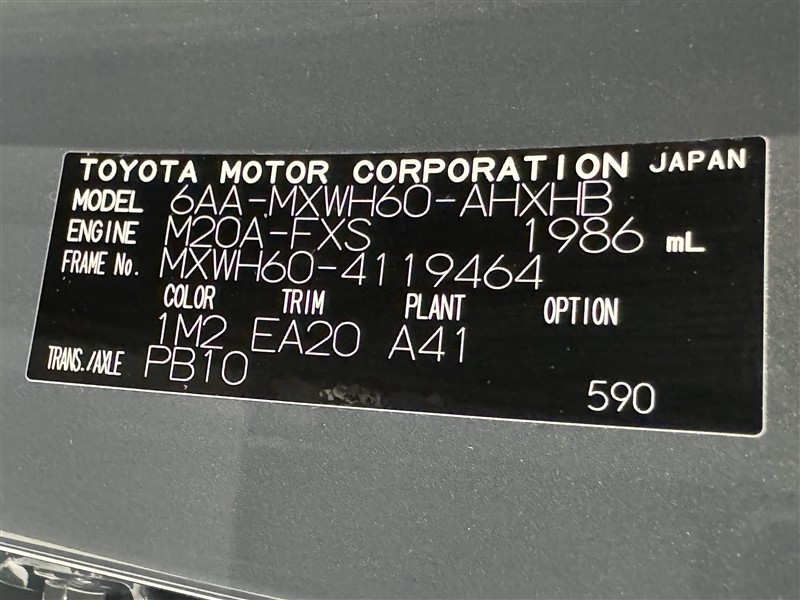 TOYOTA MOTOR CORPORATION JAPAN
MODEL 6AA-MXWH60-AHXHB
ENGINE M20A-FXS 1986 mL
FRAME No. MXWH60-4119464
COLOR TRIM PLANT OPTION
1M2 EA20 A41
TRANS./AXLE PB10
590